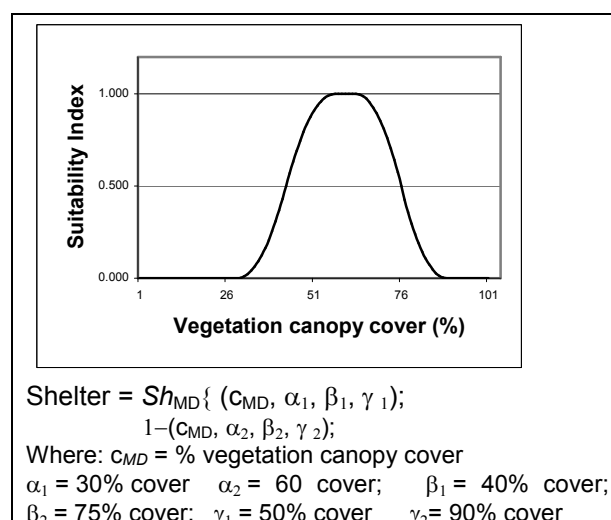 1.000
Suitability Index
0.500
0.000
1 26 51 76 101
Vegetation canopy cover (%)
Shelter = ShMD{ (cMD, α1, β1, γ 1);
1–(cMD, α2, β2, γ 2);
Where: cMD = % vegetation canopy cover
α1 = 30% cover α2 = 60 cover; β1 = 40% cover;
β2 = 75% cover; γ1 = 50% cover γ2= 90% cover